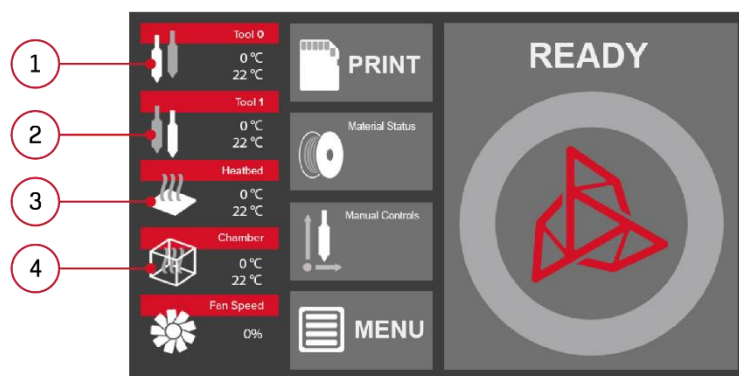 1
Tool 0
0 °C
22 °C
2
Tool 1
0 °C
22 °C
3
Heatbed
0 °C
22 °C
4
Chamber
0 °C
22 °C
Fan Speed
0%
PRINT
Material Status
Manual Controls
MENU
READY